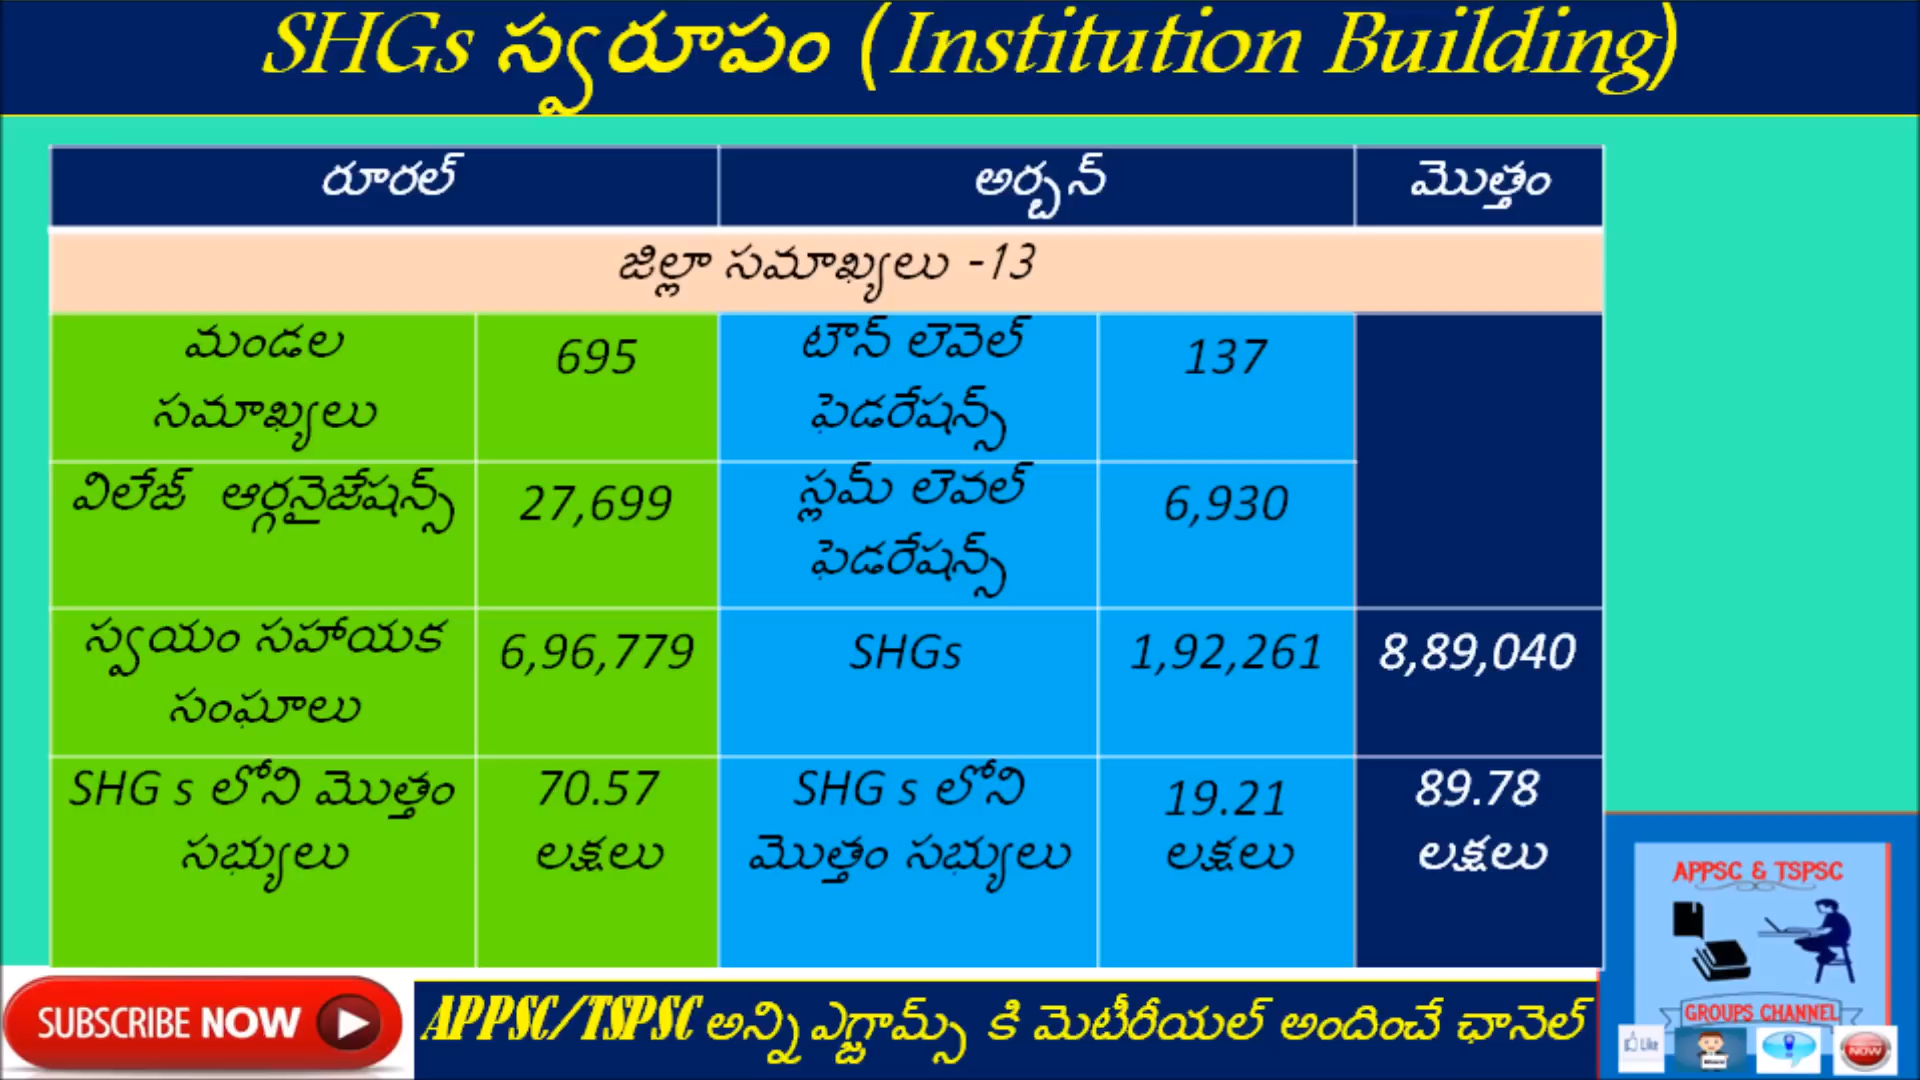 SHGs స్వరూపం (Institution Building)
రూరల్ అర్బన్ మొత్తం
జిల్లా సమాఖ్యలు -13
మండల సమాఖ్యలు
695
టౌన్ లెవెల్ ఫెడరేషన్స్
137
విలేజ్ ఆర్గనైజేషన్స్
27,699
స్లమ్ లెవల్ ఫెడరేషన్స్
6,930
స్వయం సహాయక సంఘాలు
6,96,779
SHGs
1,92,261
8,89,040
SHG s లోని మొత్తం సభ్యులు
70.57 లక్షలు
SHG s లోని మొత్తం సభ్యులు
19.21 లక్షలు
89.78 లక్షలు
APPSC & TSPSC
GROUPS CHANNEL
Like
NOW
SUBSCRIBE NOW
APPSC/TSPSC అన్ని ఎగ్జామ్స్ కి మెటీరీయల్ అందించే ఛానెల్